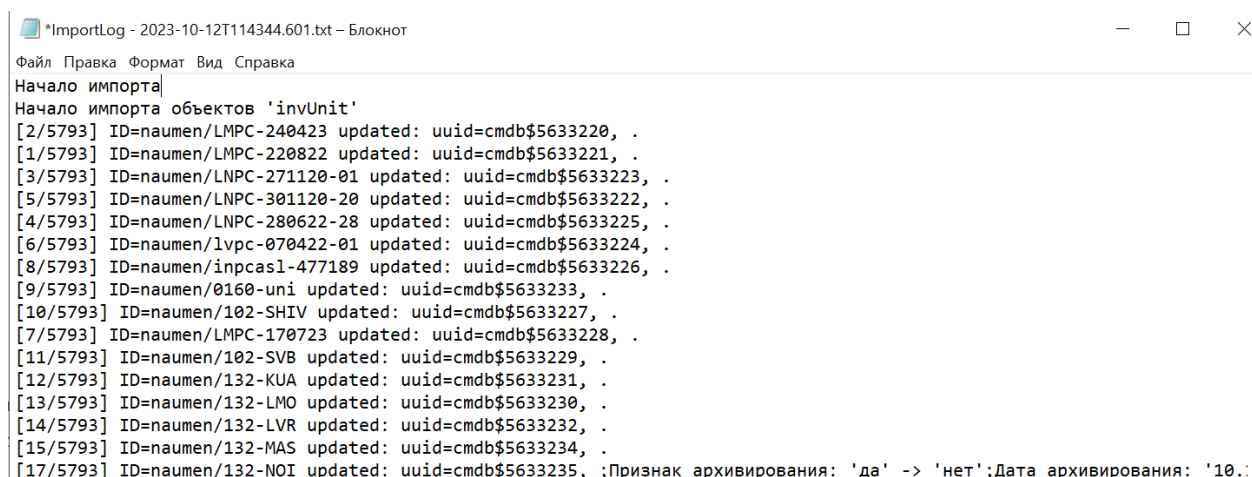 *ImportLog - 2023-10-12T114344.601.txt – Блокнот
Файл Правка Формат Вид Справка
Начало импорта
Начало импорта объектов 'invUnit'
[2/5793] ID=naumen/LMPC-240423 updated: uuid=cmdb$5633220, .
[1/5793] ID=naumen/LMPC-220822 updated: uuid=cmdb$5633221, .
[3/5793] ID=naumen/LNPC-271120-01 updated: uuid=cmdb$5633223, .
[5/5793] ID=naumen/LNPC-301120-20 updated: uuid=cmdb$5633222, .
[4/5793] ID=naumen/LNPC-280622-28 updated: uuid=cmdb$5633225, .
[6/5793] ID=naumen/lvpc-070422-01 updated: uuid=cmdb$5633224, .
[8/5793] ID=naumen/inpcasl-477189 updated: uuid=cmdb$5633226, .
[9/5793] ID=naumen/0160-uni updated: uuid=cmdb$5633233, .
[10/5793] ID=naumen/102-SHIV updated: uuid=cmdb$5633227, .
[7/5793] ID=naumen/LMPC-170723 updated: uuid=cmdb$5633228, .
[11/5793] ID=naumen/102-SVB updated: uuid=cmdb$5633229, .
[12/5793] ID=naumen/132-KUA updated: uuid=cmdb$5633231, .
[13/5793] ID=naumen/132-LMO updated: uuid=cmdb$5633230, .
[14/5793] ID=naumen/132-LVR updated: uuid=cmdb$5633232, .
[15/5793] ID=naumen/132-MAS updated: uuid=cmdb$5633234, .
[17/5793] ID=naumen/132-NOI updated: uuid=cmdb$5633235, ;Признак архивирования: 'да' -> 'нет';Дата архивирования: '10.